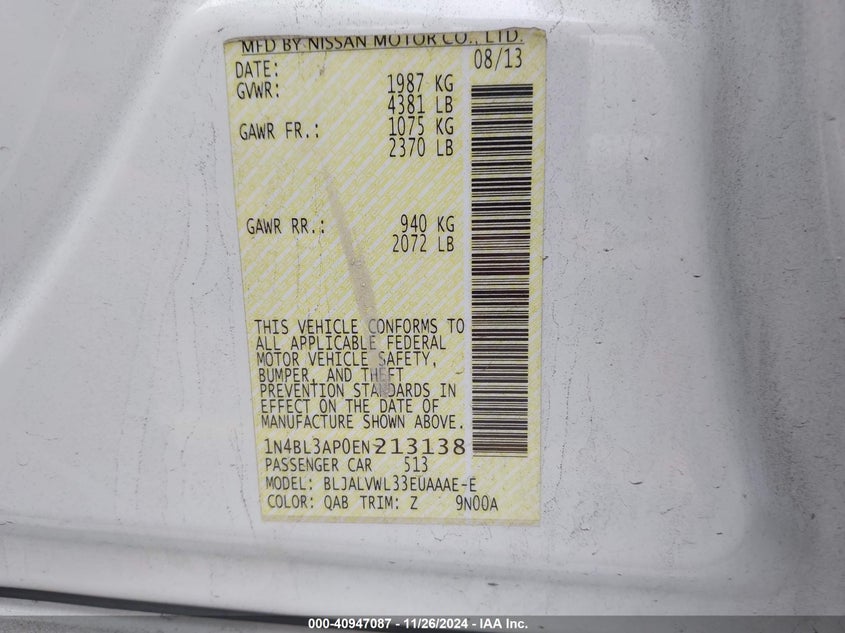 MFD BY NISSAN MOTOR CO., LTD.
DATE: 08/13
GVWR: 1987 KG
4381 LB
GAWR FR.: 1075 KG
2370 LB
GAWR RR.: 940 KG
2072 LB
THIS VEHICLE CONFORMS TO
ALL APPLICABLE FEDERAL
MOTOR VEHICLE SAFETY,
BUMPER, AND THEFT
PREVENTION STANDARDS IN
EFFECT ON THE DATE OF
MANUFACTURE SHOWN ABOVE.
1N4BL3AP0EN213138
PASSENGER CAR 513
MODEL: BLJALVWL33EUAAAE-E
COLOR: QAB TRIM: Z 9N00A
000-40947087 - 11/26/2024 - IAA Inc.